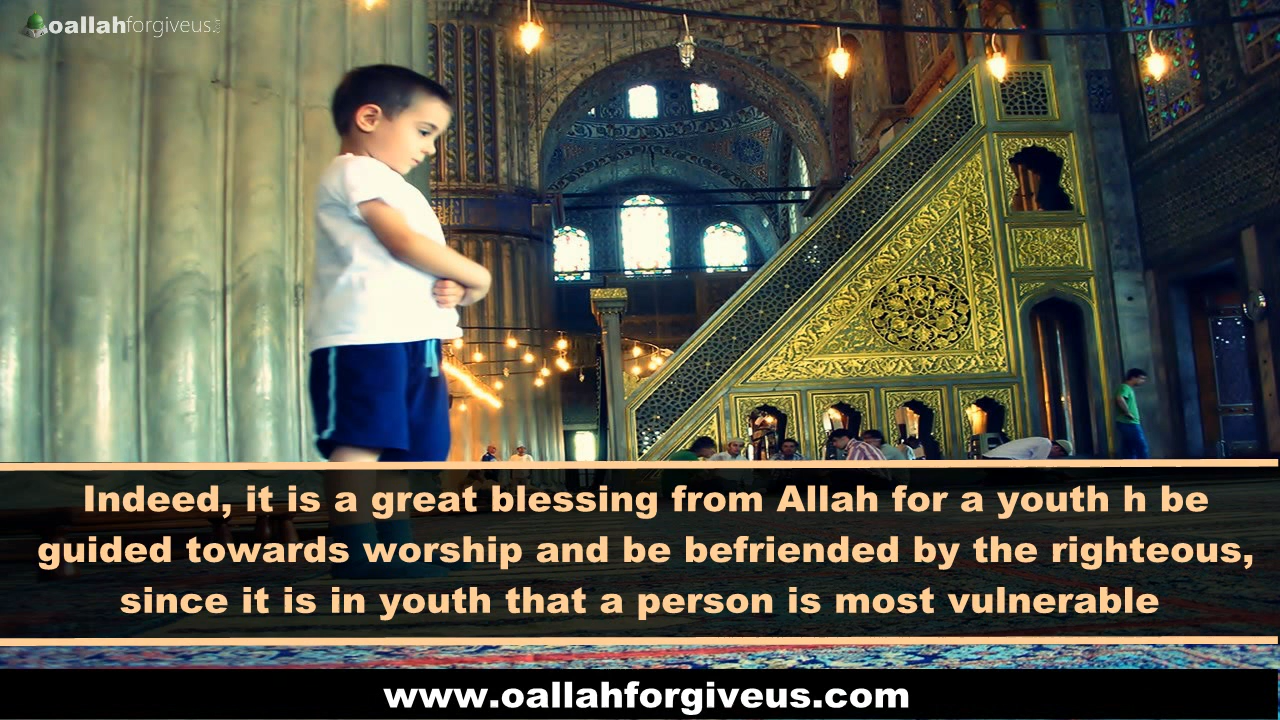 oallahforgiveus.com
Indeed, it is a great blessing from Allah for a youth h be
guided towards worship and be befriended by the righteous,
since it is in youth that a person is most vulnerable
www.oallahforgiveus.com